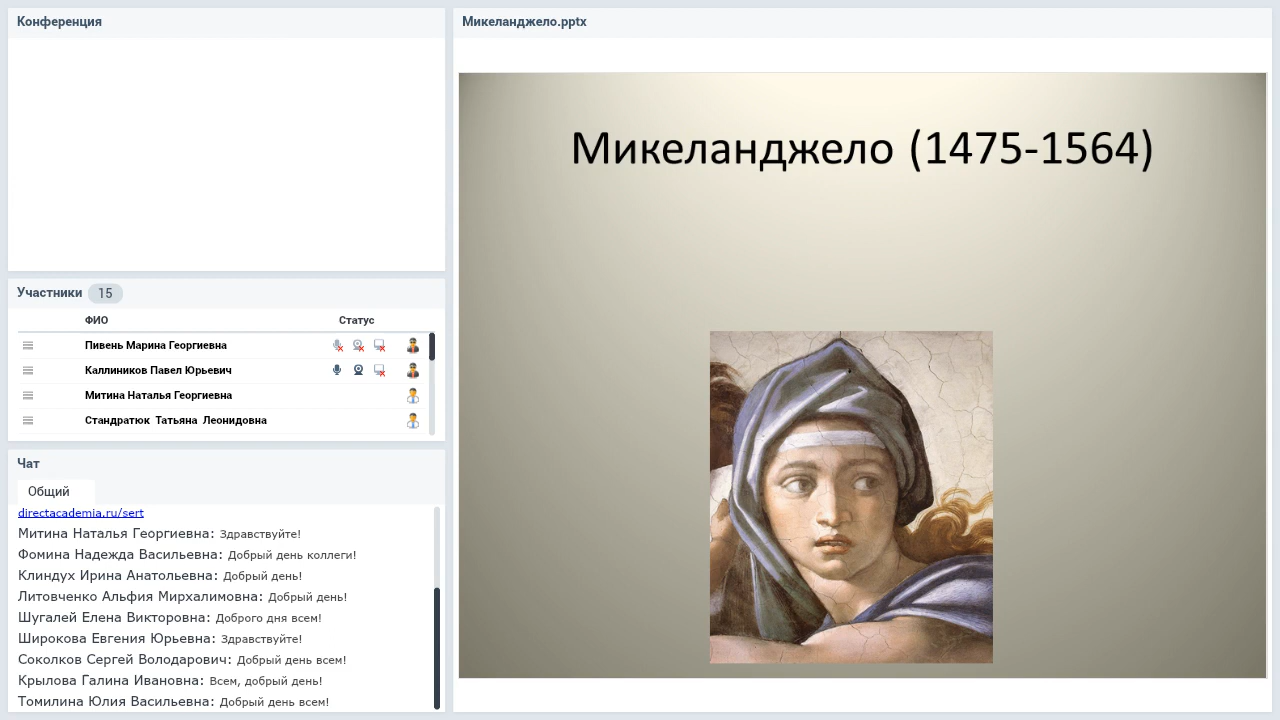 Конференция
Участники 15
ФИО Статус
Пивень Марина Георгиевна
Каллиников Павел Юрьевич
Митина Наталья Георгиевна
Стандратюк Татьяна Леонидовна
Чат
Общий
directacademia.ru/sert
Митина Наталья Георгиевна: Здравствуйте!
Фомина Надежда Васильевна: Добрый день коллеги!
Клиндух Ирина Анатольевна: Добрый день!
Литовченко Альфия Мирхалимовна: Добрый день!
Шугалей Елена Викторовна: Доброго дня всем!
Широкова Евгения Юрьевна: Здравствуйте!
Соколков Сергей Володарович: Добрый день всем!
Крылова Галина Ивановна: Всем, добрый день!
Томилина Юлия Васильевна: Добрый день всем!
Микеланджело.pptx
Микеланджело (1475-1564)